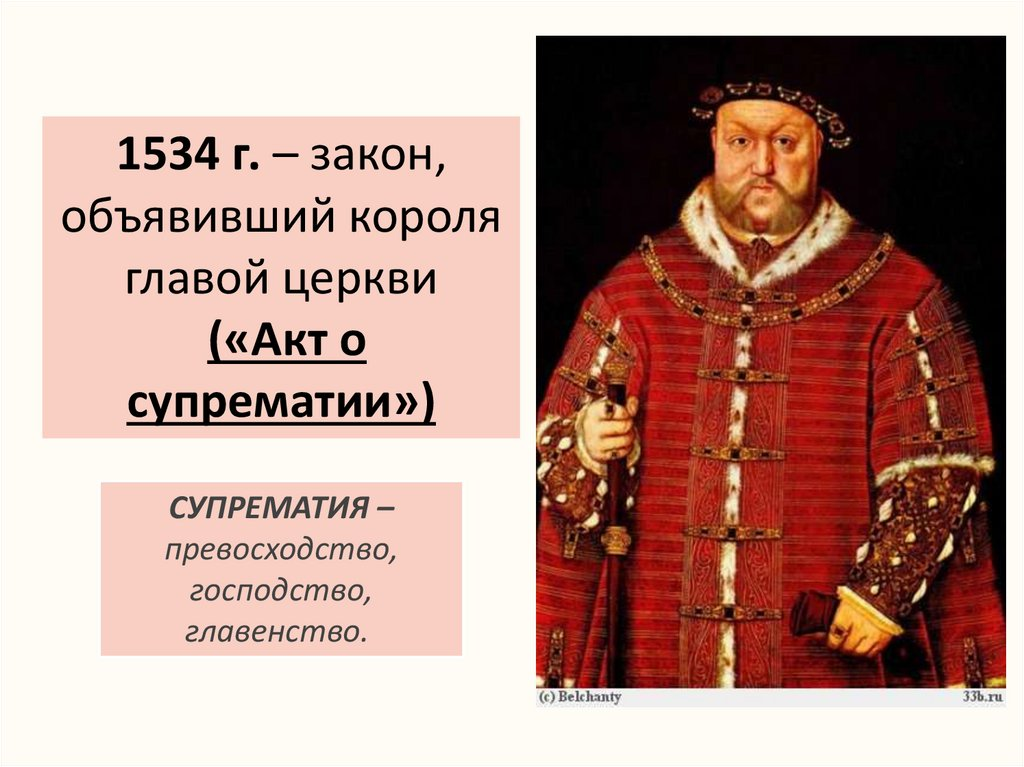 1534 г. – закон,
объявивший короля
главой церкви
(«Акт о
супрематии»)
СУПРЕМАТИЯ –
превосходство,
господство,
главенство.
(c) Belchanty 33b.ru